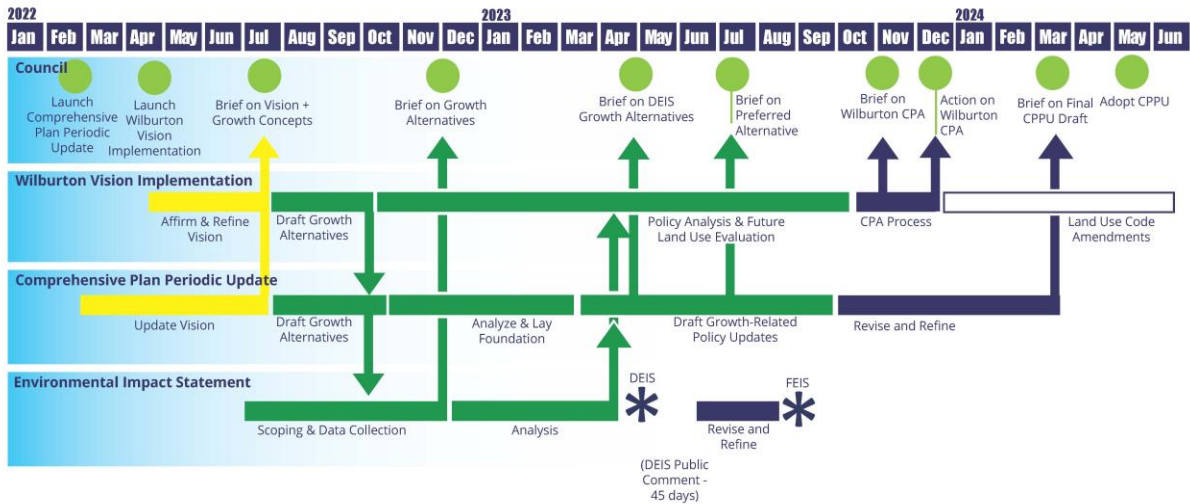 2022 2023 2024
Jan Feb Mar Apr May Jun Jul Aug Sep Oct Nov Dec Jan Feb Mar Apr May Jun Jul Aug Sep Oct Nov Dec Jan Feb Mar Apr May Jun
Council
Launch
Comprehensive
Plan Periodic
Update
Launch
Wilburton
Vision
Implementation
Brief on Vision +
Growth Concepts
Brief on Growth
Alternatives
Brief on DEIS
Growth Alternatives
Brief on
Preferred
Alternative
Brief on
Wilburton CPA
Action on
Wilburton
CPA
Brief on Final
CPPU Draft
Adopt CPPU
Wilburton Vision Implementation
Affirm & Refine
Vision
Draft Growth
Alternatives
Policy Analysis & Future
Land Use Evaluation
CPA Process
Land Use Code
Amendments
Comprehensive Plan Periodic Update
Update Vision
Draft Growth
Alternatives
Analyze & Lay
Foundation
Draft Growth-Related
Policy Updates
Revise and Refine
Environmental Impact Statement
Scoping & Data Collection
Analysis
DEIS
(DEIS Public
Comment -
45 days)
Revise and
Refine
FEIS